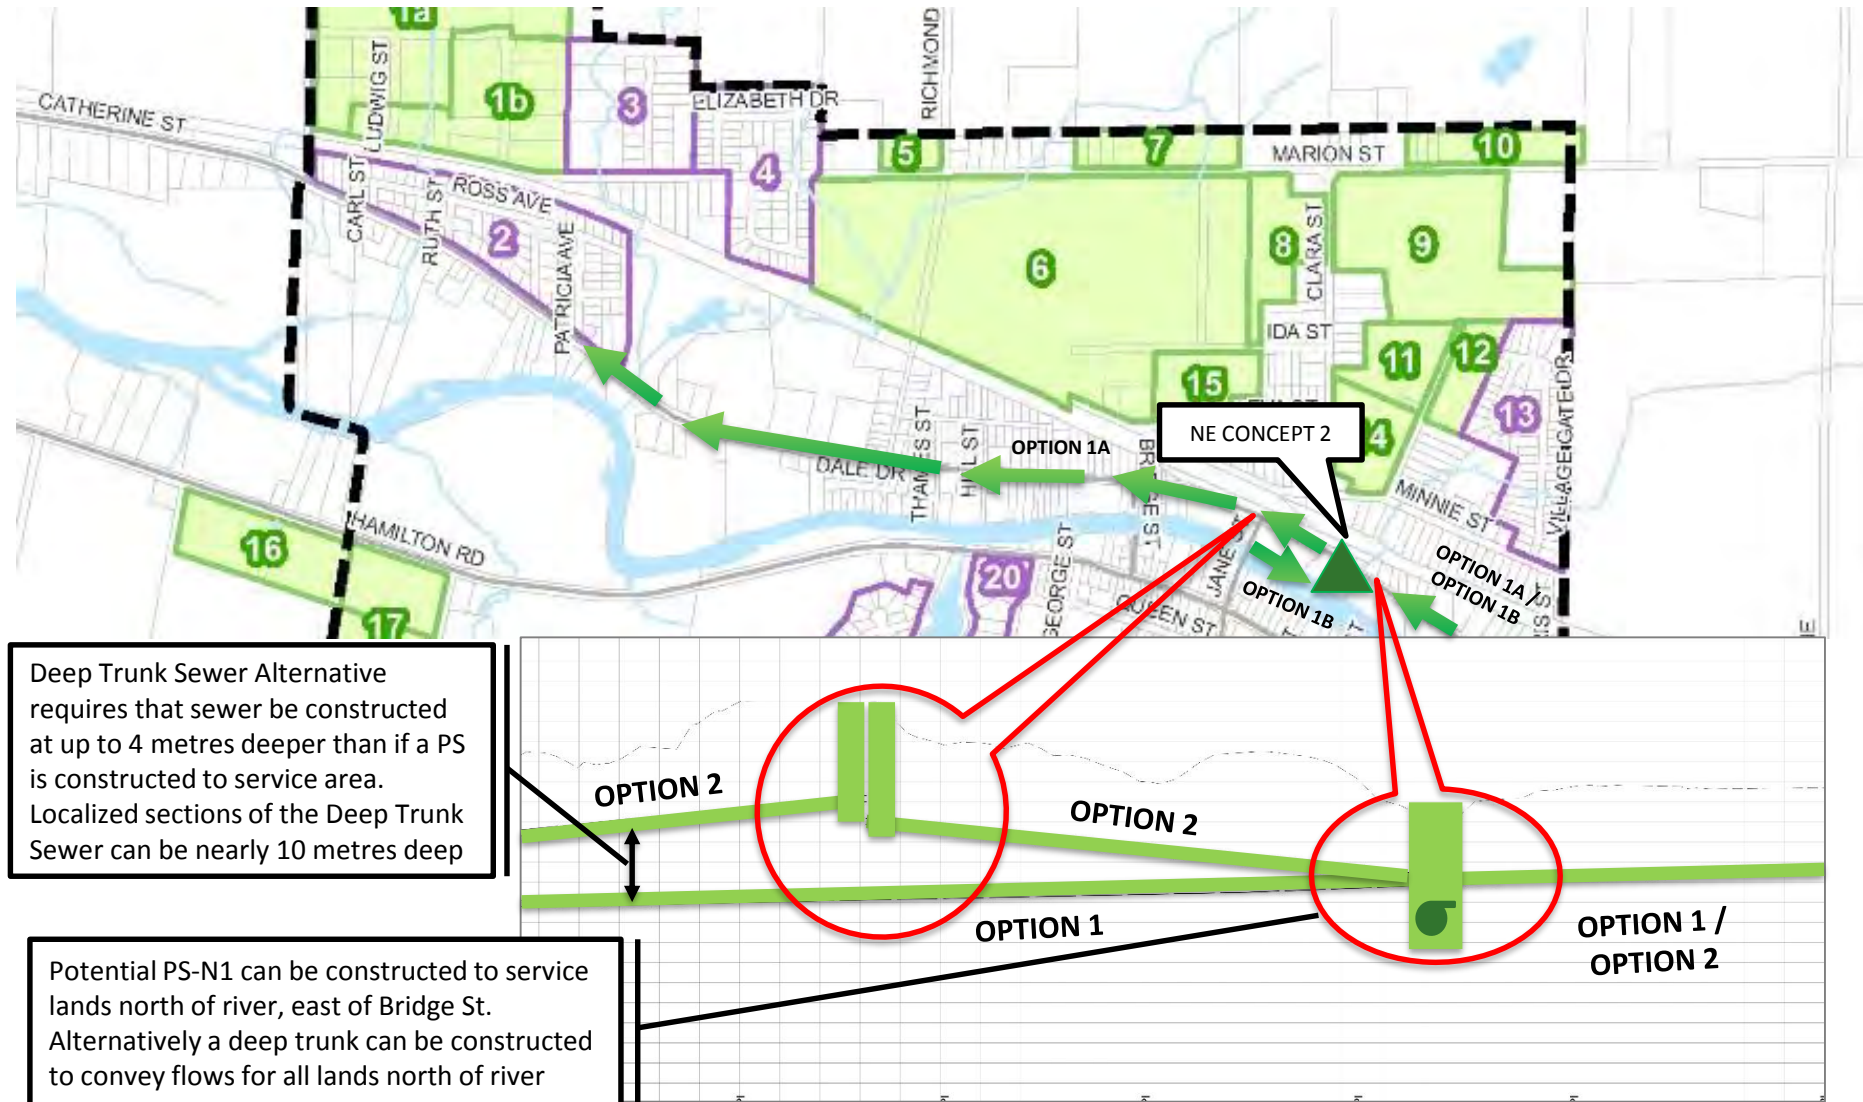 1a
RICHMOND
LUDWIG ST
1b
3
ELIZABETH DR
CATHERINE ST
5
7
MARION ST
10
4
CARL ST
RUTH ST
ROSS AVE
2
PATRICIA AVE
6
8
CLARA ST
9
IDA ST
11
12
13
VILLAGEGATE DR
15
NE CONCEPT 2
4
OPTION 1A
BRIDGE ST
DALE DR
THAMES ST
HILL ST
MINNIE ST
HAMILTON RD
16
17
20
GEORGE ST
JANE
QUEEN ST
OPTION 1B
OPTION 1A /
OPTION 1B
Deep Trunk Sewer Alternative
requires that sewer be constructed
at up to 4 metres deeper than if a PS
is constructed to service area.
Localized sections of the Deep Trunk
Sewer can be nearly 10 metres deep
OPTION 2
OPTION 2
OPTION 1
OPTION 1 /
OPTION 2
Potential PS-N1 can be constructed to service
lands north of river, east of Bridge St.
Alternatively a deep trunk can be constructed
to convey flows for all lands north of river